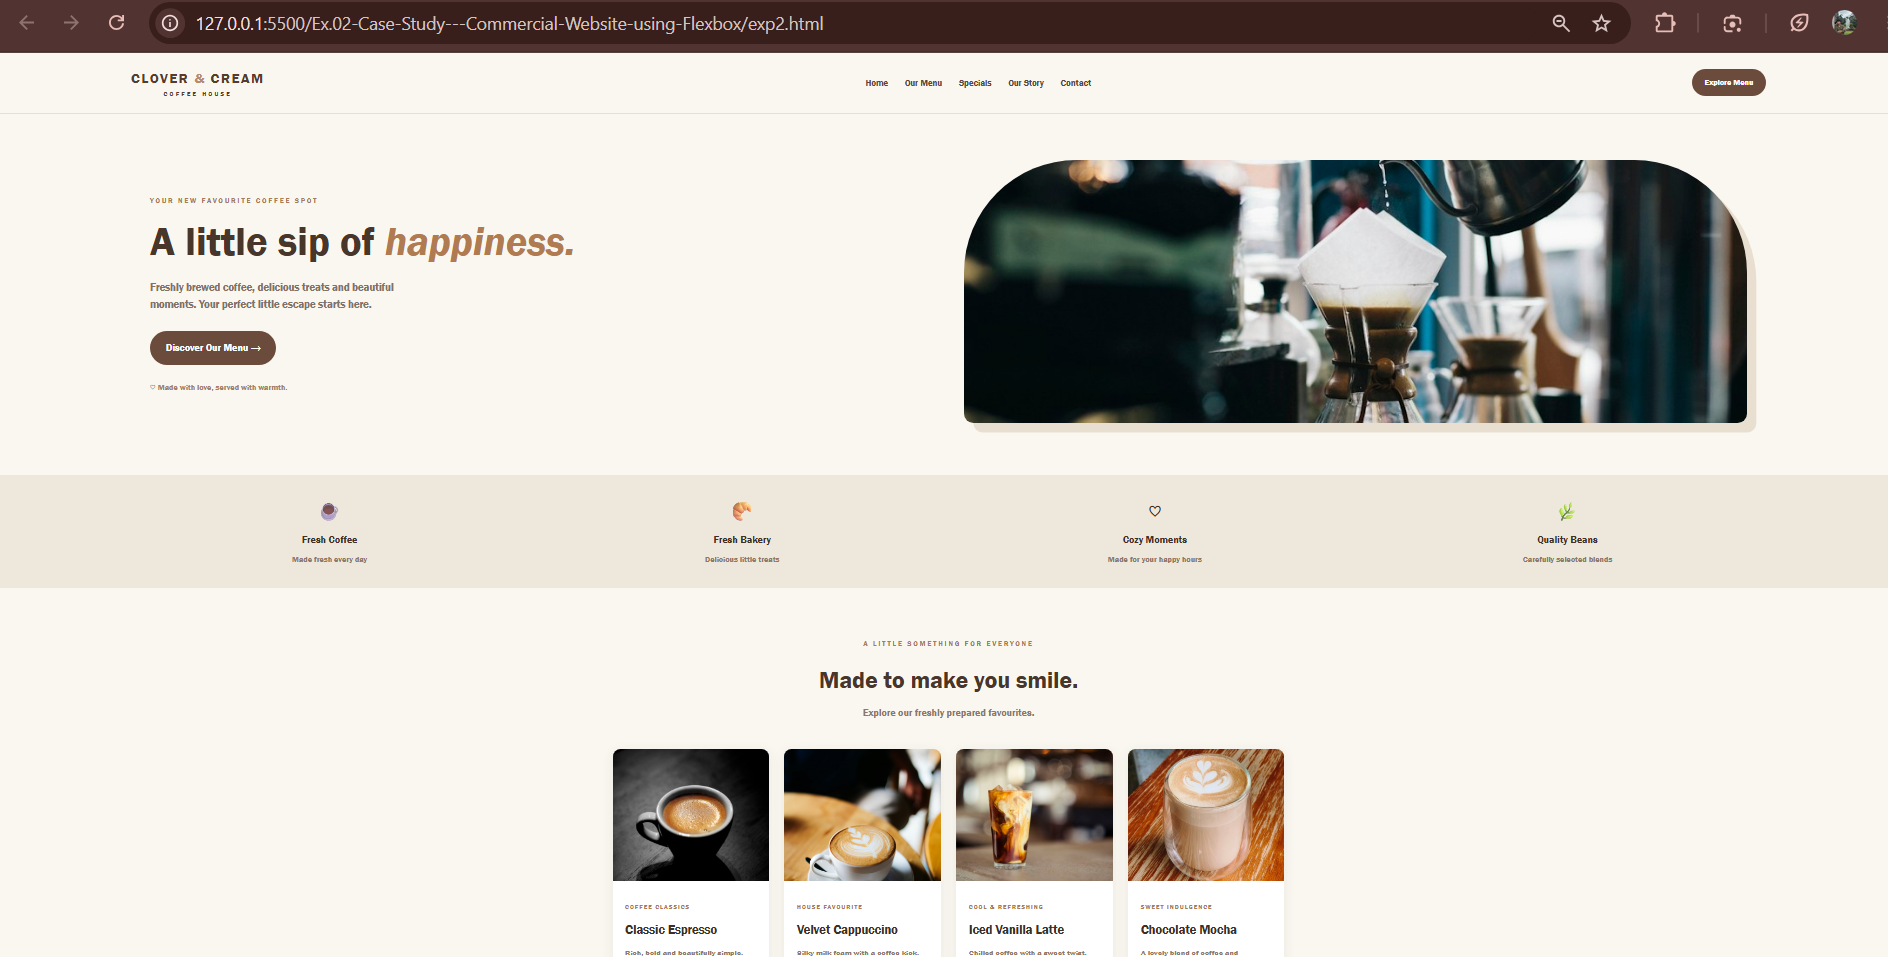 127.0.0.1:5500/Ex.02-Case-Study---Commercial-Website-using-Flexbox/exp2.html
CLOVER & CREAM
COFFEE HOUSE
Home Our Menu Specials Our Story Contact
Explore Menu
YOUR NEW FAVOURITE COFFEE SPOT
A little sip of happiness.
Freshly brewed coffee, delicious treats and beautiful
moments. Your perfect little escape starts here.
Discover Our Menu →
♡ Made with love, served with warmth.
Fresh Coffee
Made fresh every day
Fresh Bakery
Delicious little treats
Cozy Moments
Made for your happy hours
Quality Beans
Carefully selected blends
A LITTLE SOMETHING FOR EVERYONE
Made to make you smile.
Explore our freshly prepared favourites.
COFFEE CLASSICS
Classic Espresso
Rich, bold and beautifully simple.
HOUSE FAVOURITE
Velvet Cappuccino
Silky milk foam with a coffee kick.
COOL & REFRESHING
Iced Vanilla Latte
Chilled coffee with a sweet twist.
SWEET INDULGENCE
Chocolate Mocha
A lovely blend of coffee and